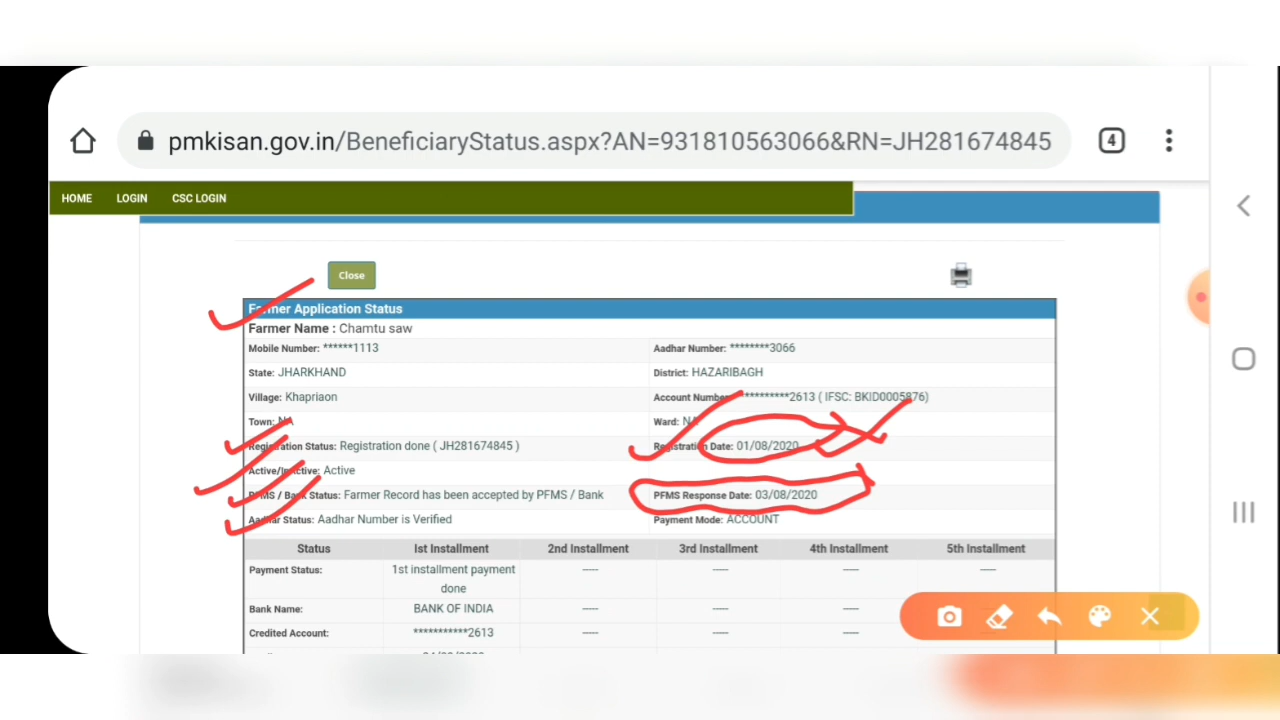 pmkisan.gov.in/BeneficiaryStatus.aspx?AN=931810563066&RN=JH281674845
4
HOME LOGIN CSC LOGIN
Close
Farmer Application Status
Farmer Name : Chamtu saw
Mobile Number: ******1113 Aadhar Number: ********3066
State: JHARKHAND District: HAZARIBAGH
Village: Khapriaon Account Number: **********2613 ( IFSC: BKID0005876)
Town: NA Ward: NA
Registration Status: Registration done ( JH281674845 ) Registration Date: 01/08/2020
Active/Inactive: Active
PFMS / Bank Status: Farmer Record has been accepted by PFMS / Bank PFMS Response Date: 03/08/2020
Aadhar Status: Aadhar Number is Verified Payment Mode: ACCOUNT
Status Ist Installment 2nd Installment 3rd Installment 4th Installment 5th Installment
Payment Status: 1st installment payment ----- ----- ----- -----
done
Bank Name: BANK OF INDIA ----- ----- -----
Credited Account: ***********2613 ----- ----- -----